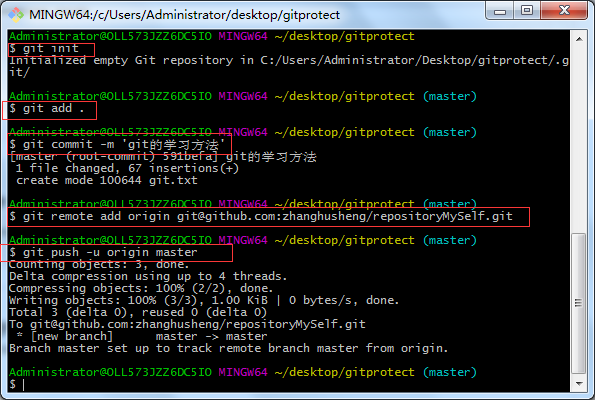 MINGW64:/c/Users/Administrator/desktop/gitprotect
Administrator@OLL573JZZ6DC5IO MINGW64 ~/desktop/gitprotect
$ git init
Initialized empty Git repository in C:/Users/Administrator/Desktop/gitprotect/.g
it/
Administrator@OLL573JZZ6DC5IO MINGW64 ~/desktop/gitprotect (master)
$ git add .
Administrator@OLL573JZZ6DC5IO MINGW64 ~/desktop/gitprotect (master)
$ git commit -m 'git的学习方法'
[master (root-commit) 591befa] git的学习方法
1 file changed, 67 insertions(+)
create mode 100644 git.txt
Administrator@OLL573JZZ6DC5IO MINGW64 ~/desktop/gitprotect (master)
$ git remote add origin git@github.com:zhanghusheng/repositoryMySelf.git
Administrator@OLL573JZZ6DC5IO MINGW64 ~/desktop/gitprotect (master)
$ git push -u origin master
Counting objects: 3, done.
Delta compression using up to 4 threads.
Compressing objects: 100% (2/2), done.
Writing objects: 100% (3/3), 1.00 KiB | 0 bytes/s, done.
Total 3 (delta 0), reused 0 (delta 0)
To git@github.com:zhanghusheng/repositoryMySelf.git
* [new branch] master -> master
Branch master set up to track remote branch master from origin.
Administrator@OLL573JZZ6DC5IO MINGW64 ~/desktop/gitprotect (master)
$